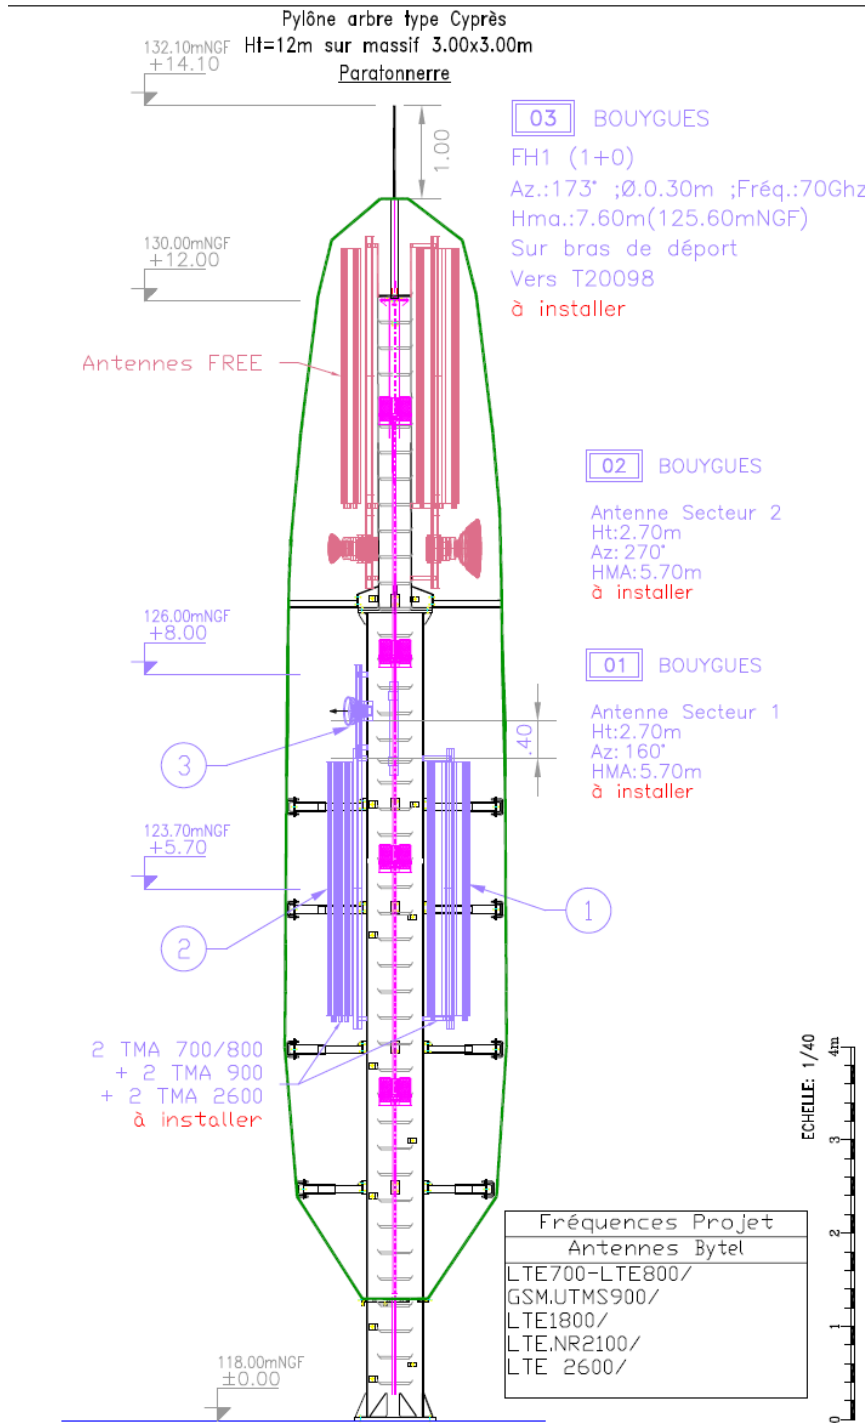 Pylône arbre type Cyprès
Ht=12m sur massif 3.00x3.00m
Paratonnerre
132.10mNGF
+14.10
1.00
03 BOUYGUES
FH1 (1+0)
Az.:173° ;Ø.0.30m ;Fréq.:70Ghz
Hma.:7.60m(125.60mNGF)
Sur bras de déport
Vers T20098
à installer
130.00mNGF
+12.00
Antennes FREE
02 BOUYGUES
Antenne Secteur 2
Ht:2.70m
Az: 270°
HMA:5.70m
à installer
126.00mNGF
+8.00
01 BOUYGUES
Antenne Secteur 1
Ht:2.70m
Az: 160°
HMA:5.70m
à installer
.40
3
123.70mNGF
+5.70
1
2
2 TMA 700/800
+ 2 TMA 900
+ 2 TMA 2600
à installer
ECHELLE: 1/40
4m
3
2
1
0
Fréquences Projet
Antennes Bytel
LTE700-LTE800/
GSM.UTMS900/
LTE1800/
LTE.NR2100/
LTE 2600/
118.00mNGF
±0.00